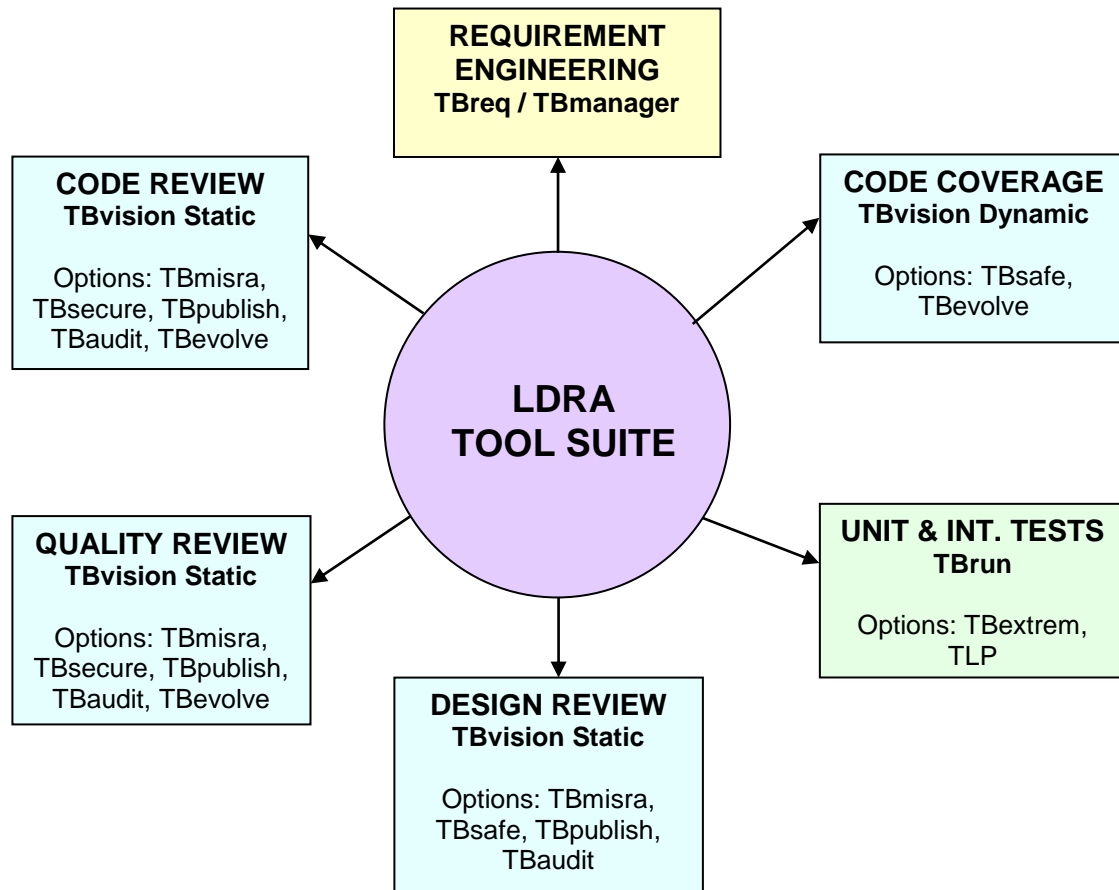 REQUIREMENT
ENGINEERING
TBreq / TBmanager
CODE REVIEW
TBvision Static
Options: TBmisra,
TBsecure, TBpublish,
TBaudit, TBevolve
CODE COVERAGE
TBvision Dynamic
Options: TBsafe,
TBevolve
LDRA
TOOL SUITE
QUALITY REVIEW
TBvision Static
Options: TBmisra,
TBsecure, TBpublish,
TBaudit, TBevolve
UNIT & INT. TESTS
TBrun
Options: TBextrem,
TLP
DESIGN REVIEW
TBvision Static
Options: TBmisra,
TBsafe, TBpublish,
TBaudit